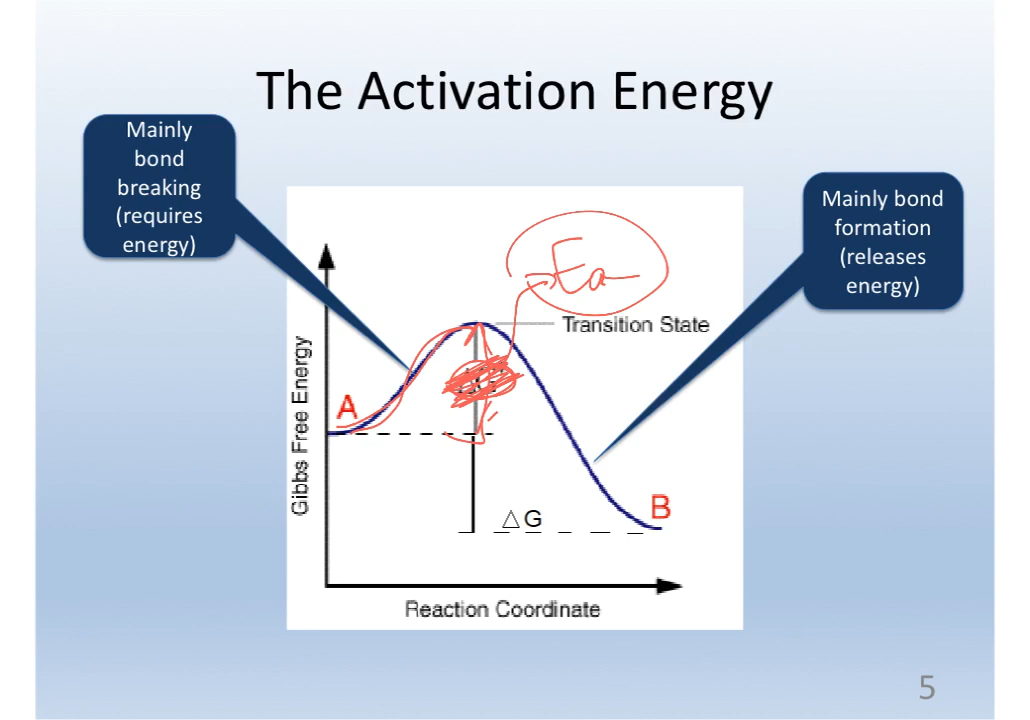 The Activation Energy
Mainly
bond
breaking
(requires
energy)
Mainly bond
formation
(releases
energy)
Ea
Transition State
Gibbs Free Energy
A
B
△G
Reaction Coordinate
5